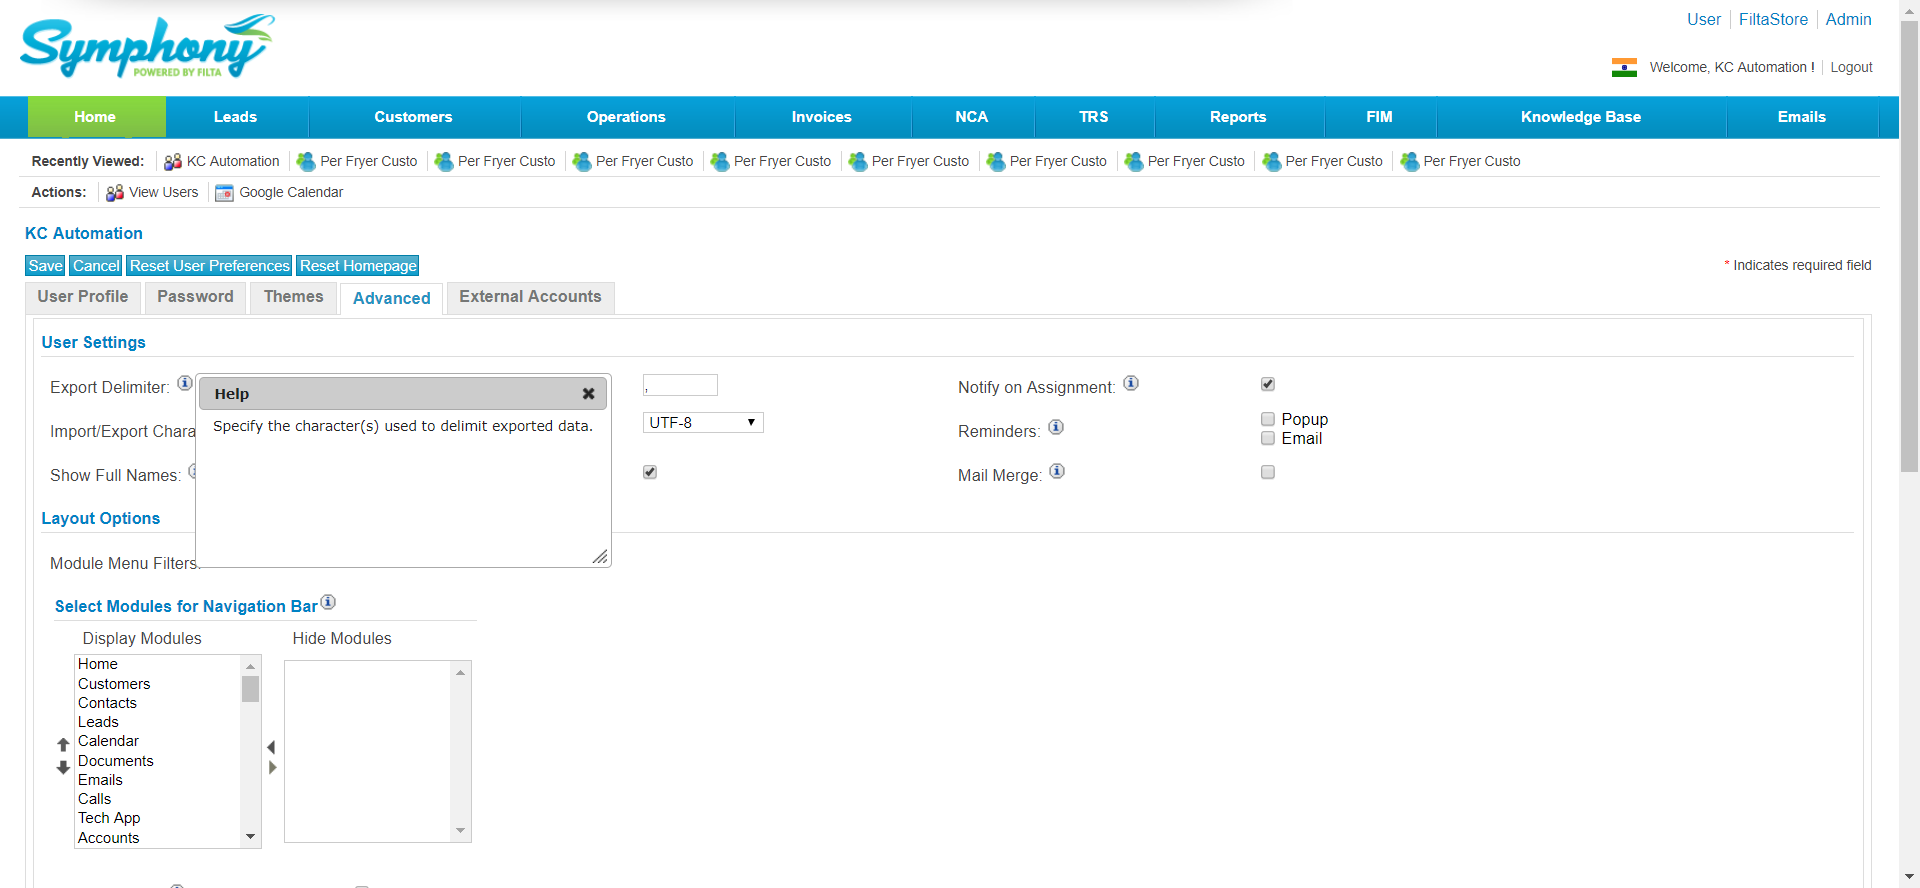 Symphony
POWERED BY FILTA
User FiltaStore Admin
Welcome, KC Automation ! Logout
Home Leads Customers Operations Invoices NCA TRS Reports FIM Knowledge Base Emails
Recently Viewed: KC Automation Per Fryer Custo Per Fryer Custo Per Fryer Custo Per Fryer Custo Per Fryer Custo Per Fryer Custo Per Fryer Custo Per Fryer Custo Per Fryer Custo
Actions: View Users Google Calendar
KC Automation
Save Cancel Reset User Preferences Reset Homepage
* Indicates required field
User Profile Password Themes Advanced External Accounts
User Settings
Export Delimiter: , Notify on Assignment:
Help
Specify the character(s) used to delimit exported data.
Import/Export Chara UTF-8 Reminders: Popup
Email
Show Full Names: Mail Merge:
Layout Options
Module Menu Filters:
Select Modules for Navigation Bar
Display Modules Hide Modules
Home
Customers
Contacts
Leads
Calendar
Documents
Emails
Calls
Tech App
Accounts